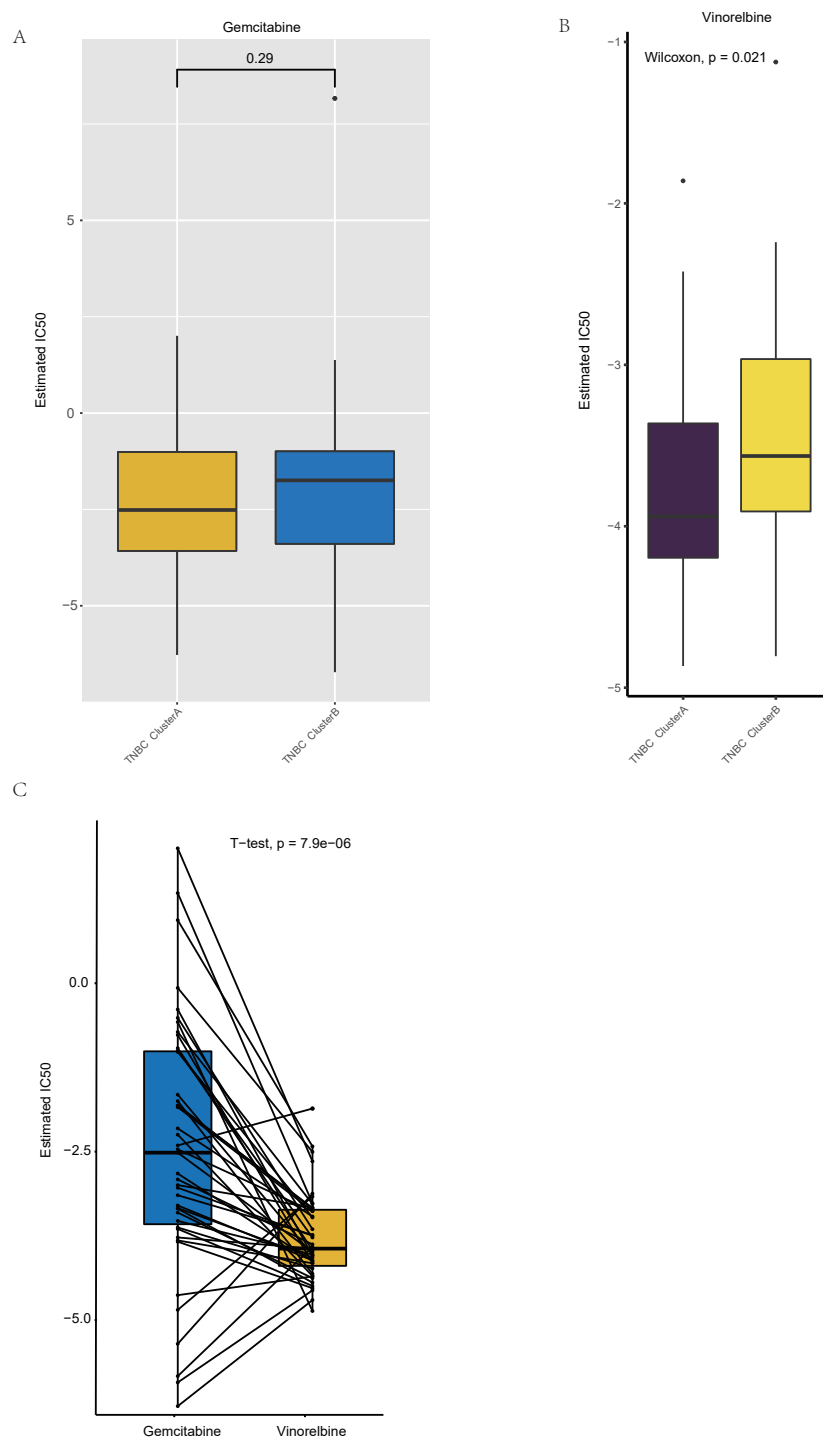 A
Gemcitabine
0.29
5
0
−5
Estimated IC50
TNBC ClusterA
TNBC ClusterB
B
Vinorelbine
Wilcoxon, p = 0.021
−1
−2
−3
−4
−5
Estimated IC50
TNBC ClusterA
TNBC ClusterB
C
T−test, p = 7.9e−06
0.0
−2.5
−5.0
Estimated IC50
Gemcitabine
Vinorelbine